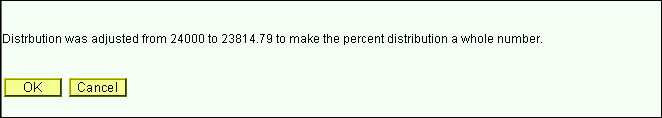 Distrbution was adjusted from 24000 to 23814.79 to make the percent distribution a whole number.
OK Cancel